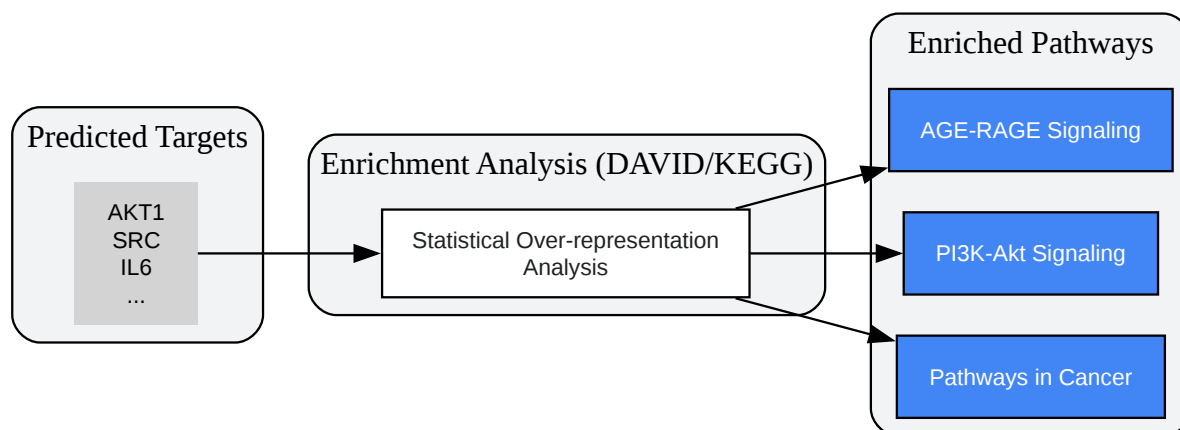 Predicted Targets
AKT1
SRC
IL6
...
Enrichment Analysis (DAVID/KEGG)
Statistical Over-representation
Analysis
Enriched Pathways
AGE-RAGE Signaling
PI3K-Akt Signaling
Pathways in Cancer